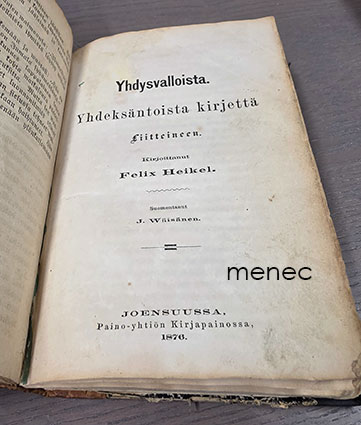 Yhdysvalloista.
Yhdeksäntoista kirjettä
Liitteineen.
Kirjoittanut
Felix Heikel.
Suomentanut
J. Wäisänen.
menec
JOENSUUSSA,
Paino-yhtiön Kirjapainossa,
1876.